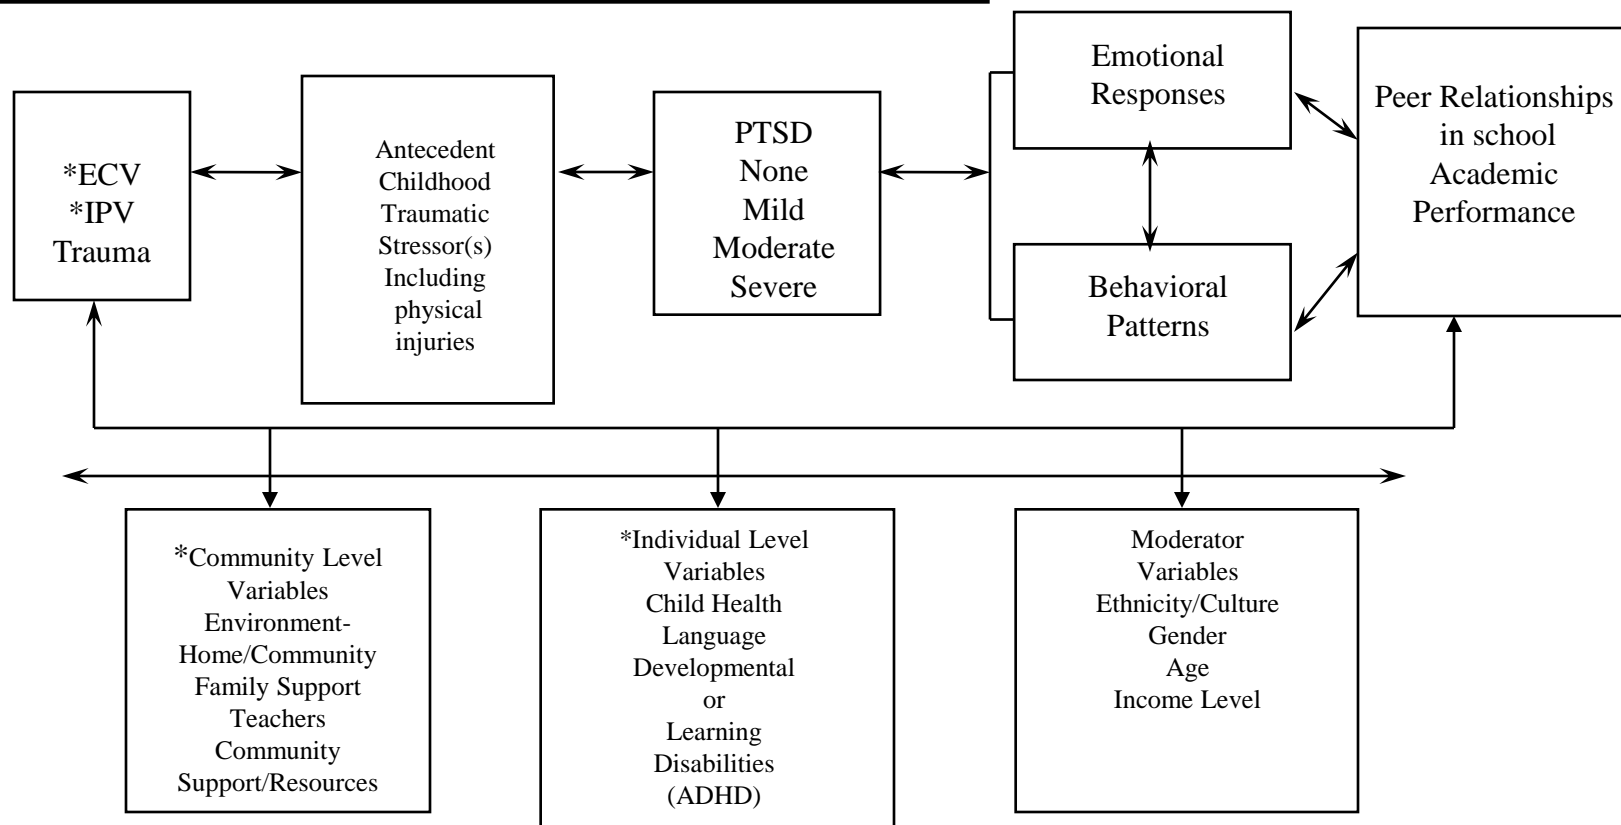 *ECV
*IPV
Trauma
Antecedent
Childhood
Traumatic
Stressor(s)
Including
physical
injuries
PTSD
None
Mild
Moderate
Severe
Emotional
Responses
Behavioral
Patterns
Peer Relationships
in school
Academic
Performance
*Community Level
Variables
Environment-
Home/Community
Family Support
Teachers
Community
Support/Resources
*Individual Level
Variables
Child Health
Language
Developmental
or
Learning
Disabilities
(ADHD)
Moderator
Variables
Ethnicity/Culture
Gender
Age
Income Level